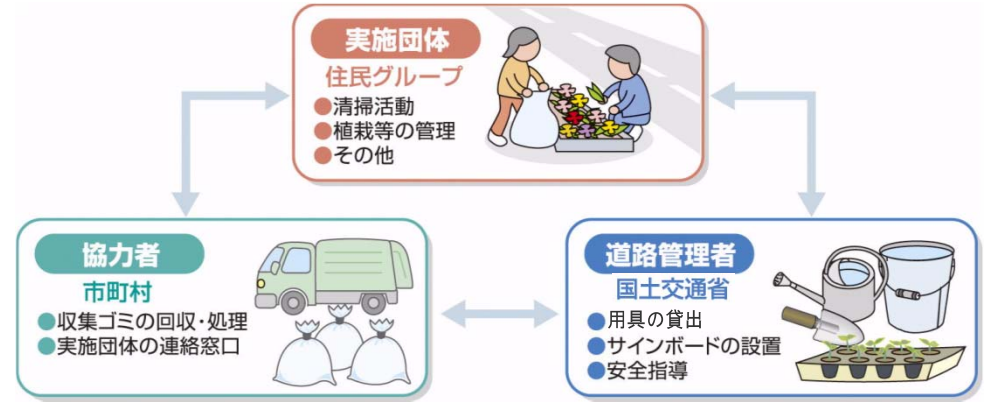 実施団体
住民グループ
●清掃活動
●植栽等の管理
●その他
協力者
市町村
●収集ゴミの回収・処理
●実施団体の連絡窓口
道路管理者
国土交通省
●用具の貸出
●サインボードの設置
●安全指導